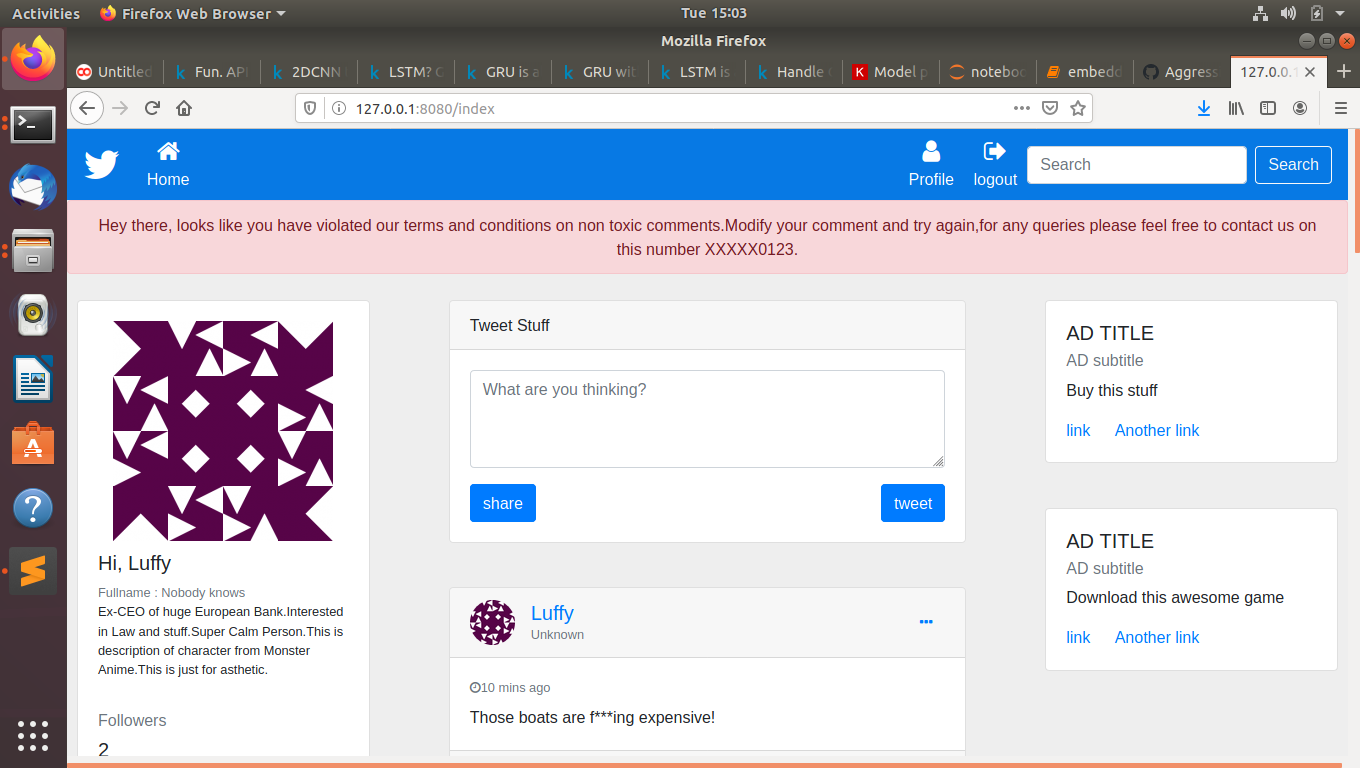 Activities Firefox Web Browser Tue 15:03
Mozilla Firefox
Untitled Fun. API 2DCNN LSTM? GRU is a GRU wit LSTM is Handle Model p notebo embedd Aggress 127.0.0.1
127.0.0.1:8080/index
Home Profile logout Search Search
Hey there, looks like you have violated our terms and conditions on non toxic comments.Modify your comment and try again,for any queries please feel free to contact us on
this number XXXXX0123.
Hi, Luffy
Fullname : Nobody knows
Ex-CEO of huge European Bank.Interested
in Law and stuff.Super Calm Person.This is
description of character from Monster
Anime.This is just for asthetic.
Followers
2
Tweet Stuff
What are you thinking?
share tweet
Luffy
Unknown
10 mins ago
Those boats are f***ing expensive!
AD TITLE
AD subtitle
Buy this stuff
link Another link
AD TITLE
AD subtitle
Download this awesome game
link Another link